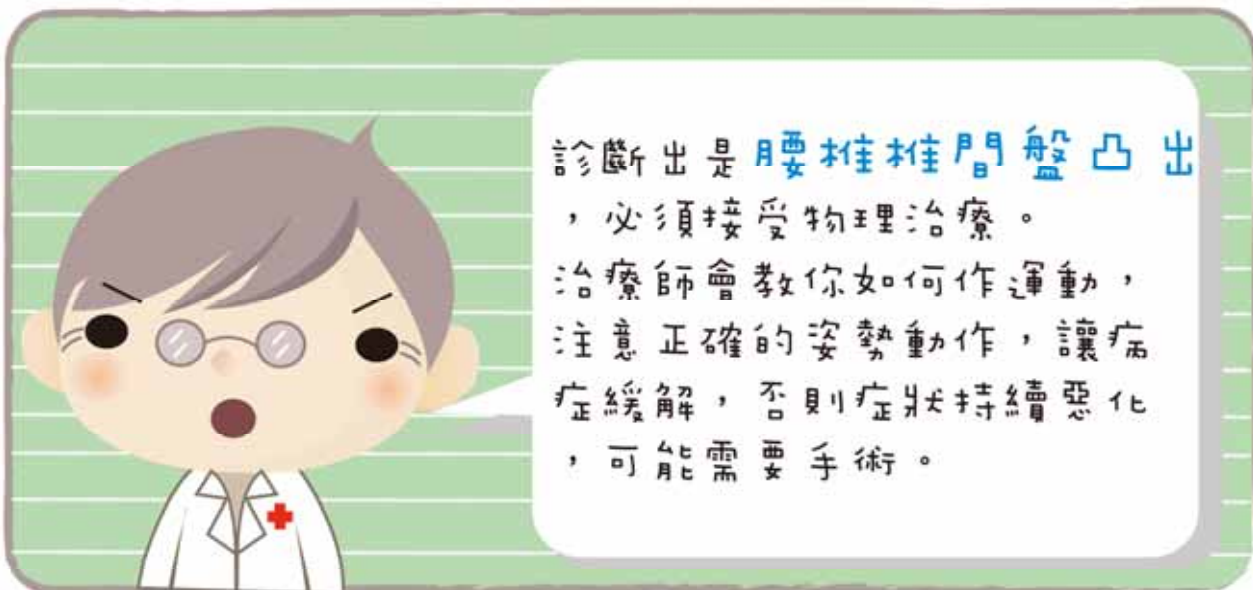 診斷出是腰椎椎間盤凸出
，必須接受物理治療。
治療師會教你如何作運動，
注意正確的姿勢動作，讓病
症緩解，否則症狀持續惡化
，可能需要手術。